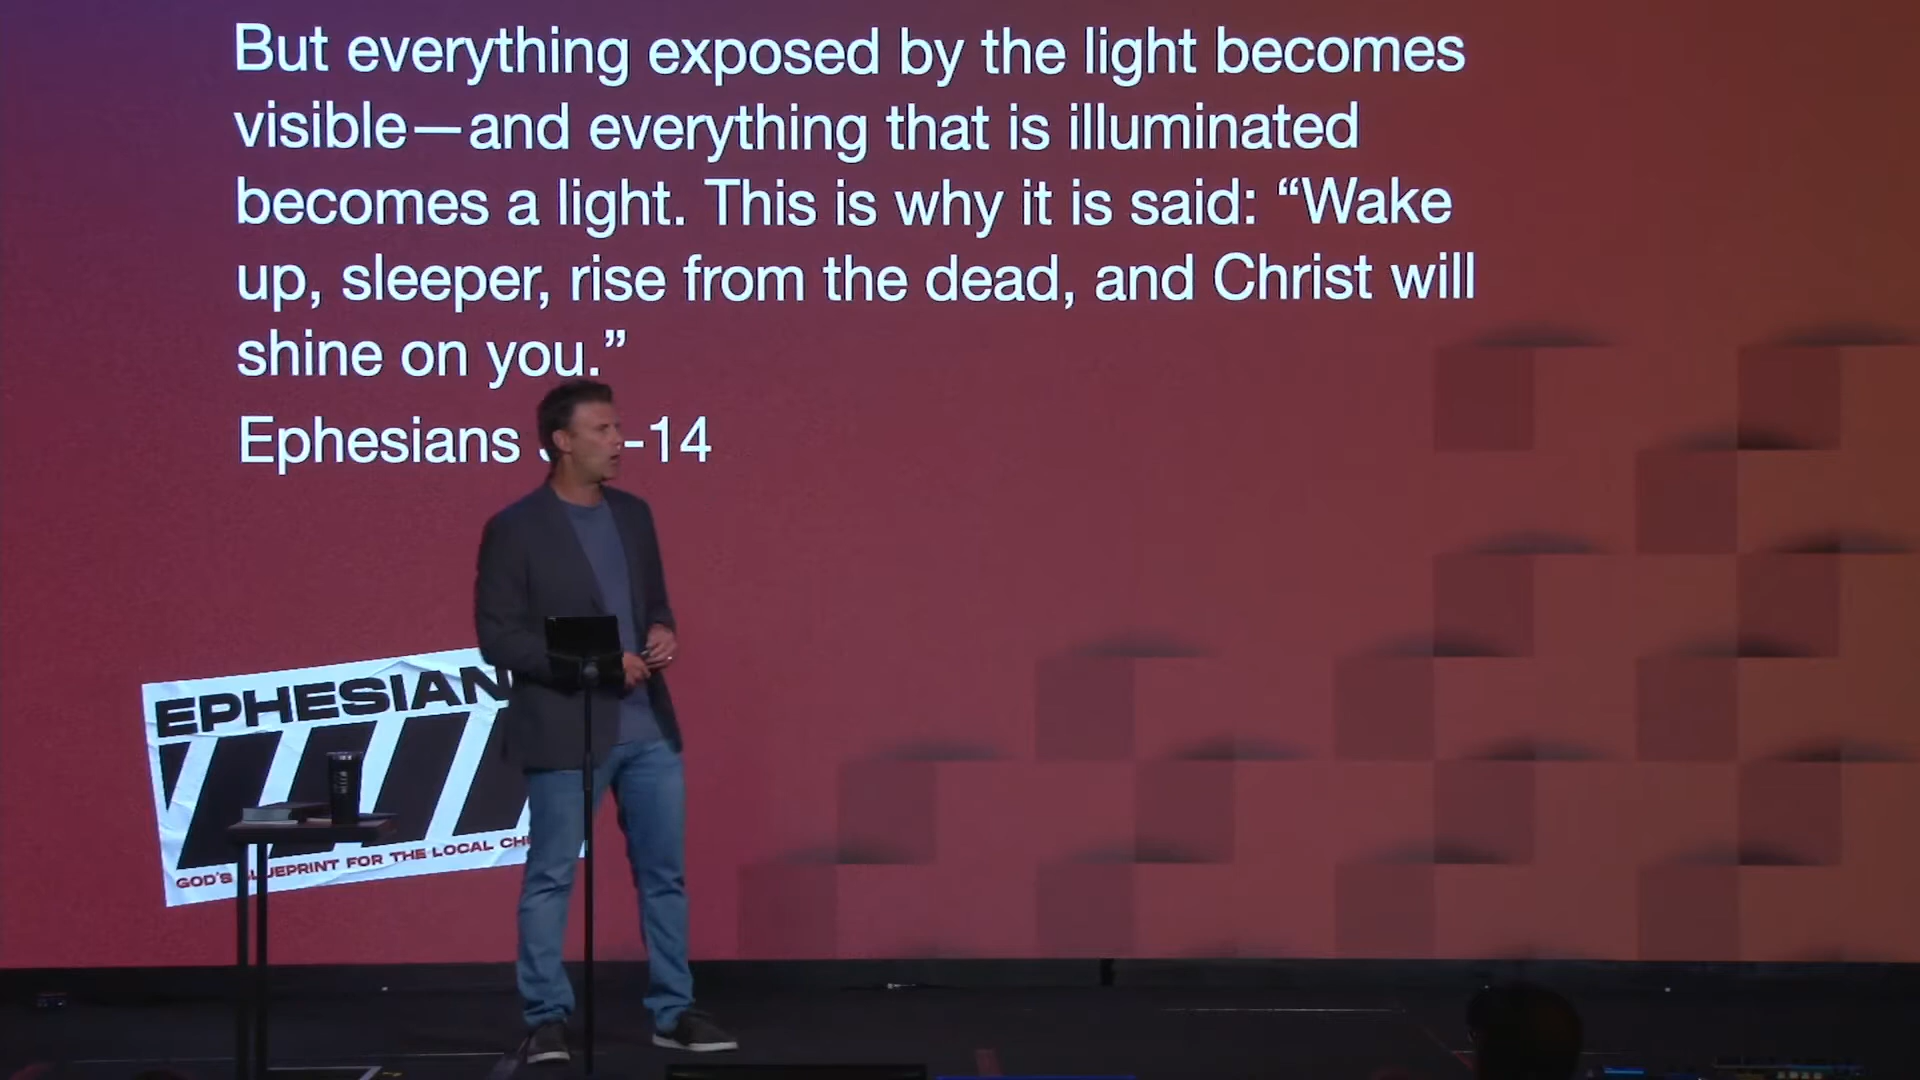 But everything exposed by the light becomes
visible—and everything that is illuminated
becomes a light. This is why it is said: “Wake
up, sleeper, rise from the dead, and Christ will
shine on you.”
Ephesians -14
EPHESIAN
GOD'S BLUEPRINT FOR THE LOCAL